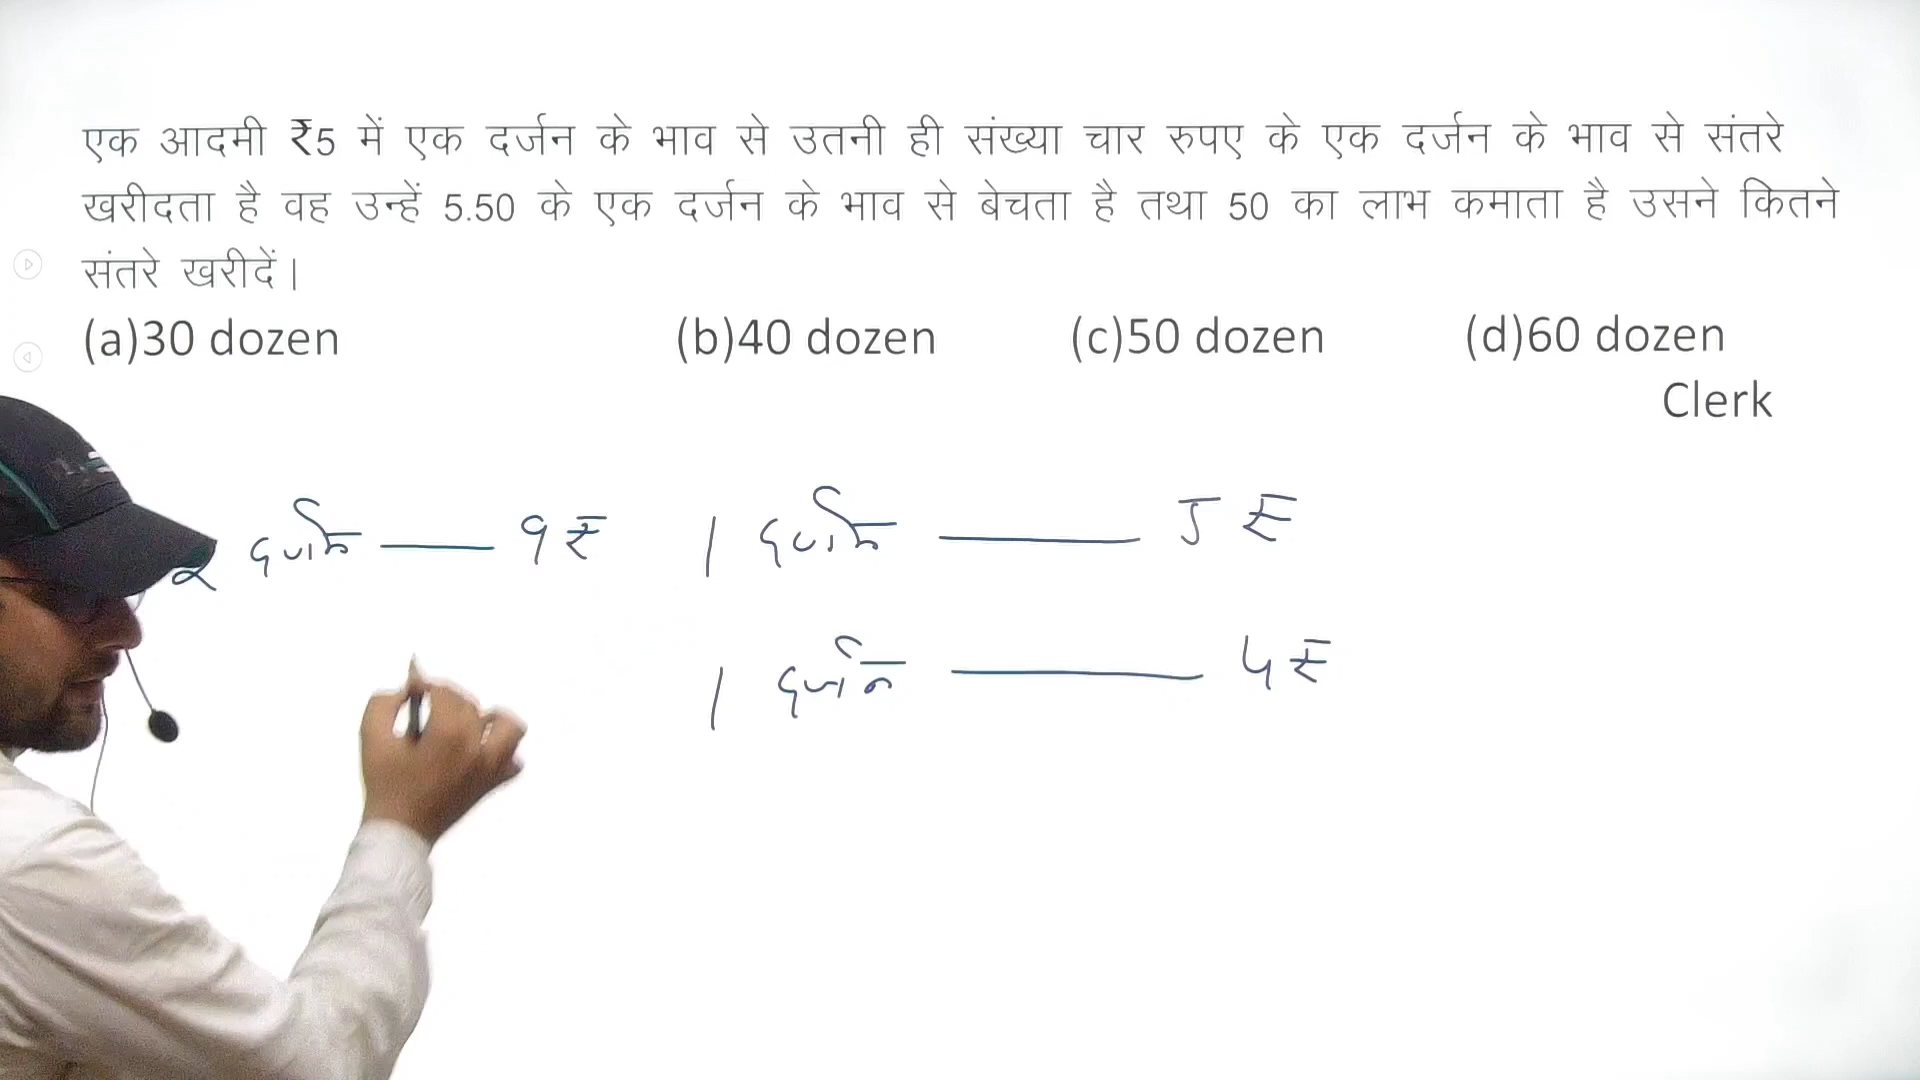 एक आदमी ₹5 में एक दर्जन के भाव से उतनी ही संख्या चार रुपए के एक दर्जन के भाव से संतरे
खरीदता है वह उन्हें 5.50 के एक दर्जन के भाव से बेचता है तथा 50 का लाभ कमाता है उसने कितने
संतरे खरीदें।
(a)30 dozen (b)40 dozen (c)50 dozen (d)60 dozen
Clerk
2 दर्जन — 9 ₹ 1 दर्जन — 5 ₹
1 दर्जन — 4 ₹